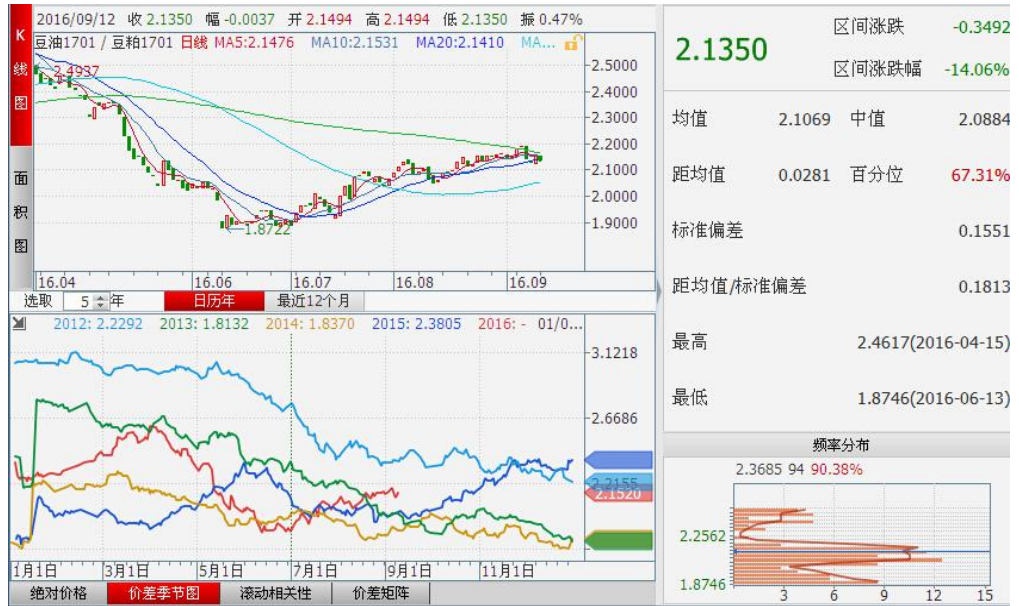 K
线
图
面
积
图
2016/09/12 收 2.1350 幅 -0.0037 开 2.1494 高 2.1494 低 2.1350 振 0.47%
豆油1701 / 豆粕1701 日线 MA5:2.1476 MA10:2.1531 MA20:2.1410 MA...
2.4937
1.8722
2.5000
2.4000
2.3000
2.2000
2.1000
2.0000
1.9000
16.04 16.06 16.07 16.08 16.09
选取 5 年 日历年 最近12个月
2012: 2.2292 2013: 1.8132 2014: 1.8370 2015: 2.3805 2016: - 01/0...
3.1218
2.6686
2.2155
2.1520
1月1日 3月1日 5月1日 7月1日 9月1日 11月1日
绝对价格 价差季节图 滚动相关性 价差矩阵
2.1350
区间涨跌 -0.3492
区间涨跌幅 -14.06%
均值 2.1069 中值 2.0884
距均值 0.0281 百分位 67.31%
标准偏差 0.1551
距均值/标准偏差 0.1813
最高 2.4617(2016-04-15)
最低 1.8746(2016-06-13)
频率分布
2.3685 94 90.38%
2.2562
1.8746
3 6 9 12 15